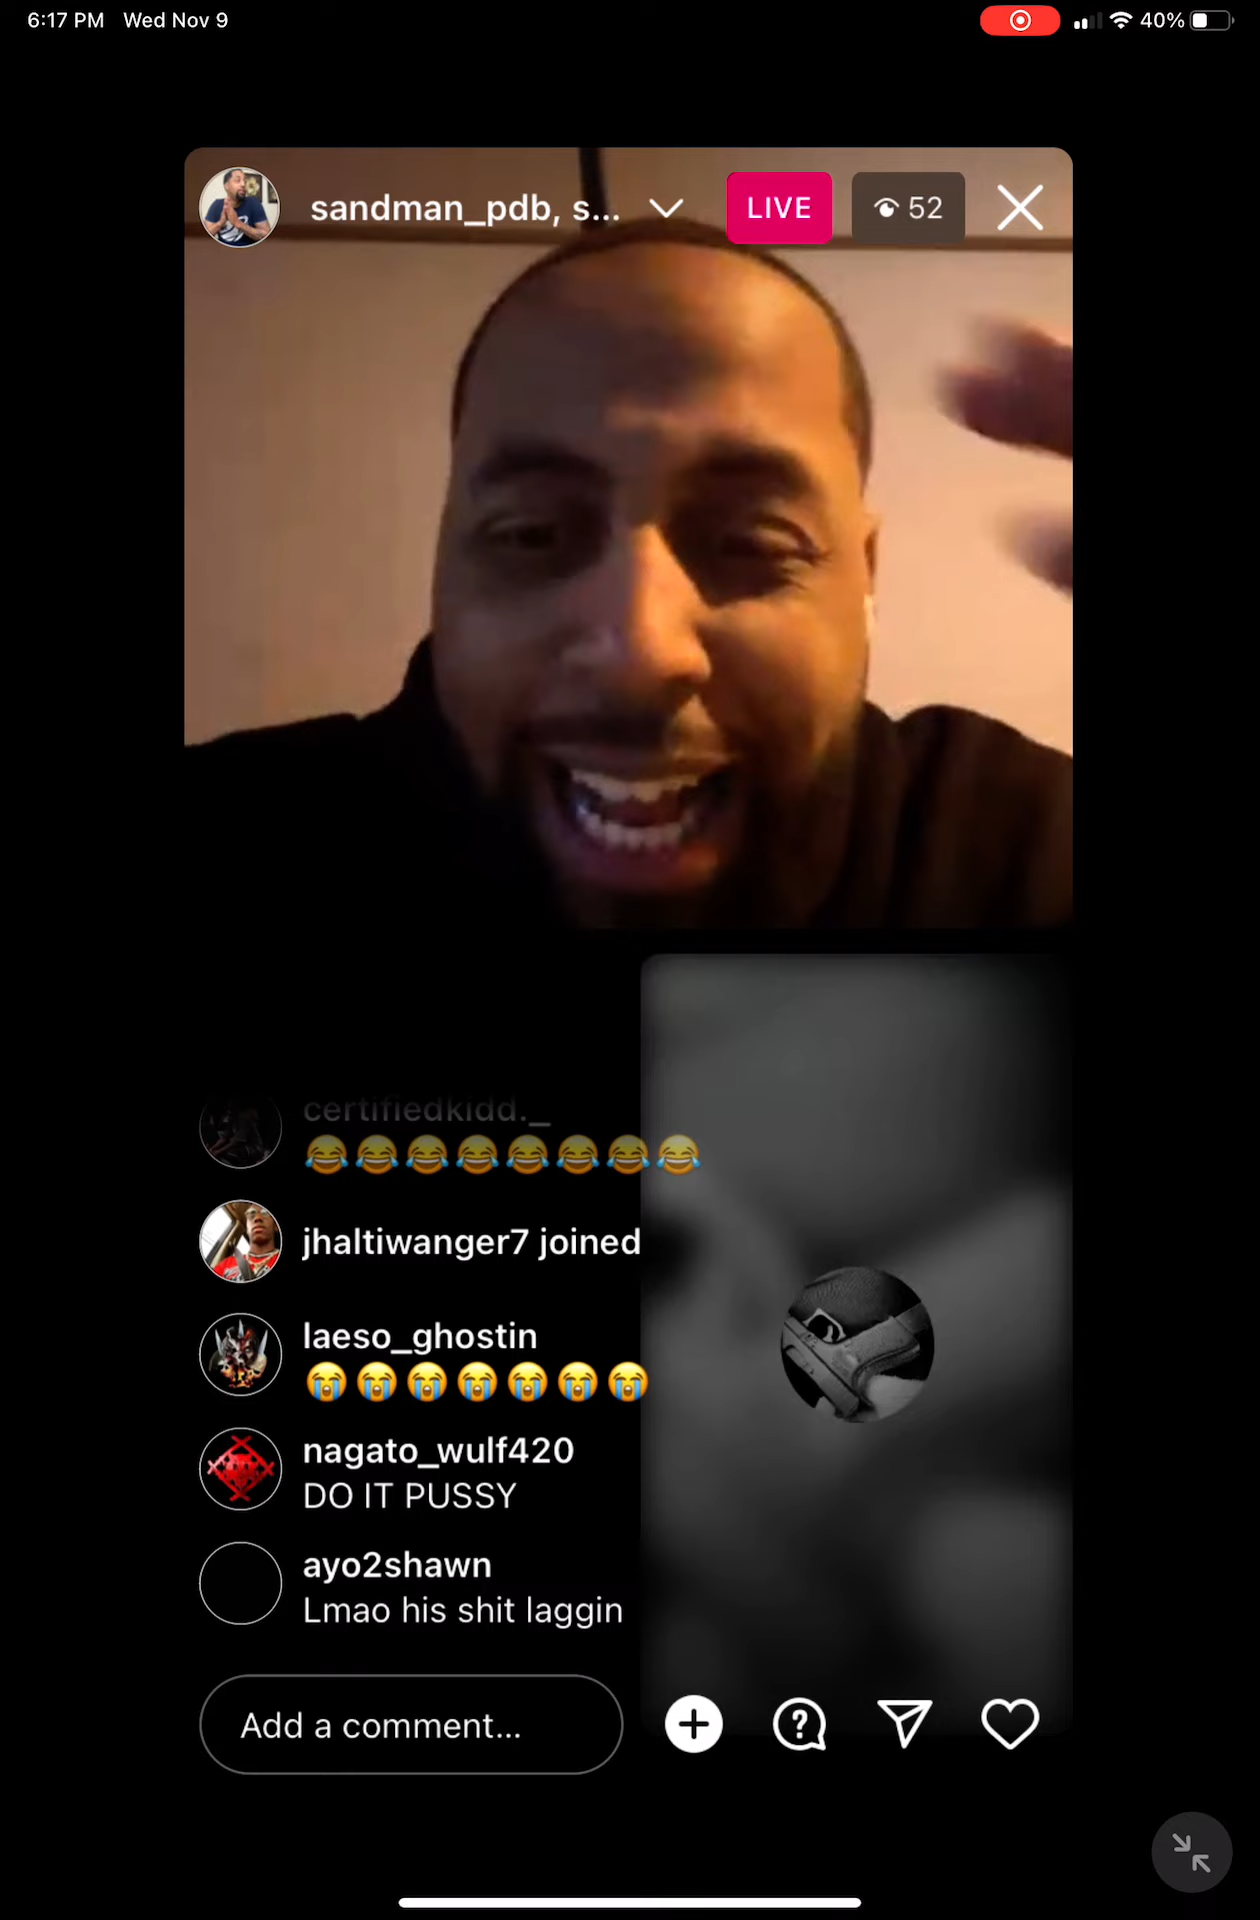 6:17 PM Wed Nov 9
40%
sandman_pdb, s...
LIVE
52
certifiedkidd._
😂😂😂😂😂😂😂😂
jhaltiwanger7 joined
laeso_ghostin
😭😭😭😭😭😭😭
nagato_wulf420
DO IT PUSSY
ayo2shawn
Lmao his shit laggin
Add a comment...